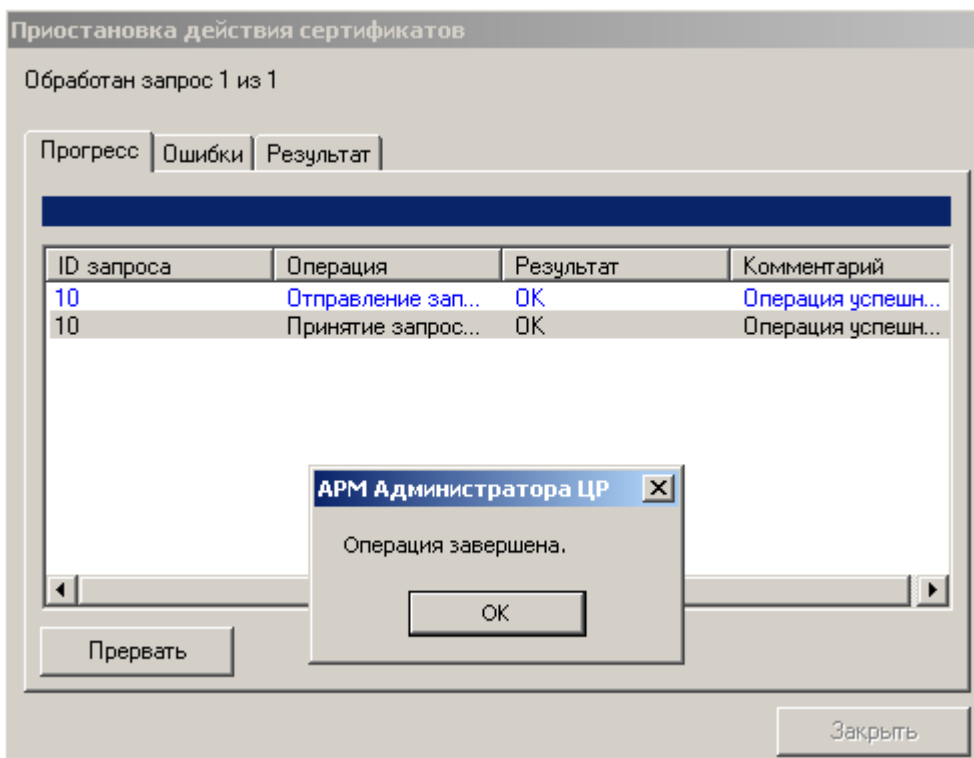 Приостановка действия сертификатов
Обработан запрос 1 из 1
Прогресс Ошибки Результат
ID запроса Операция Результат Комментарий
10 Отправление зап... OK Операция успешн...
10 Принятие запрос... OK Операция успешн...
АРМ Администратора ЦР
Операция завершена.
OK
Прервать
Закрыть